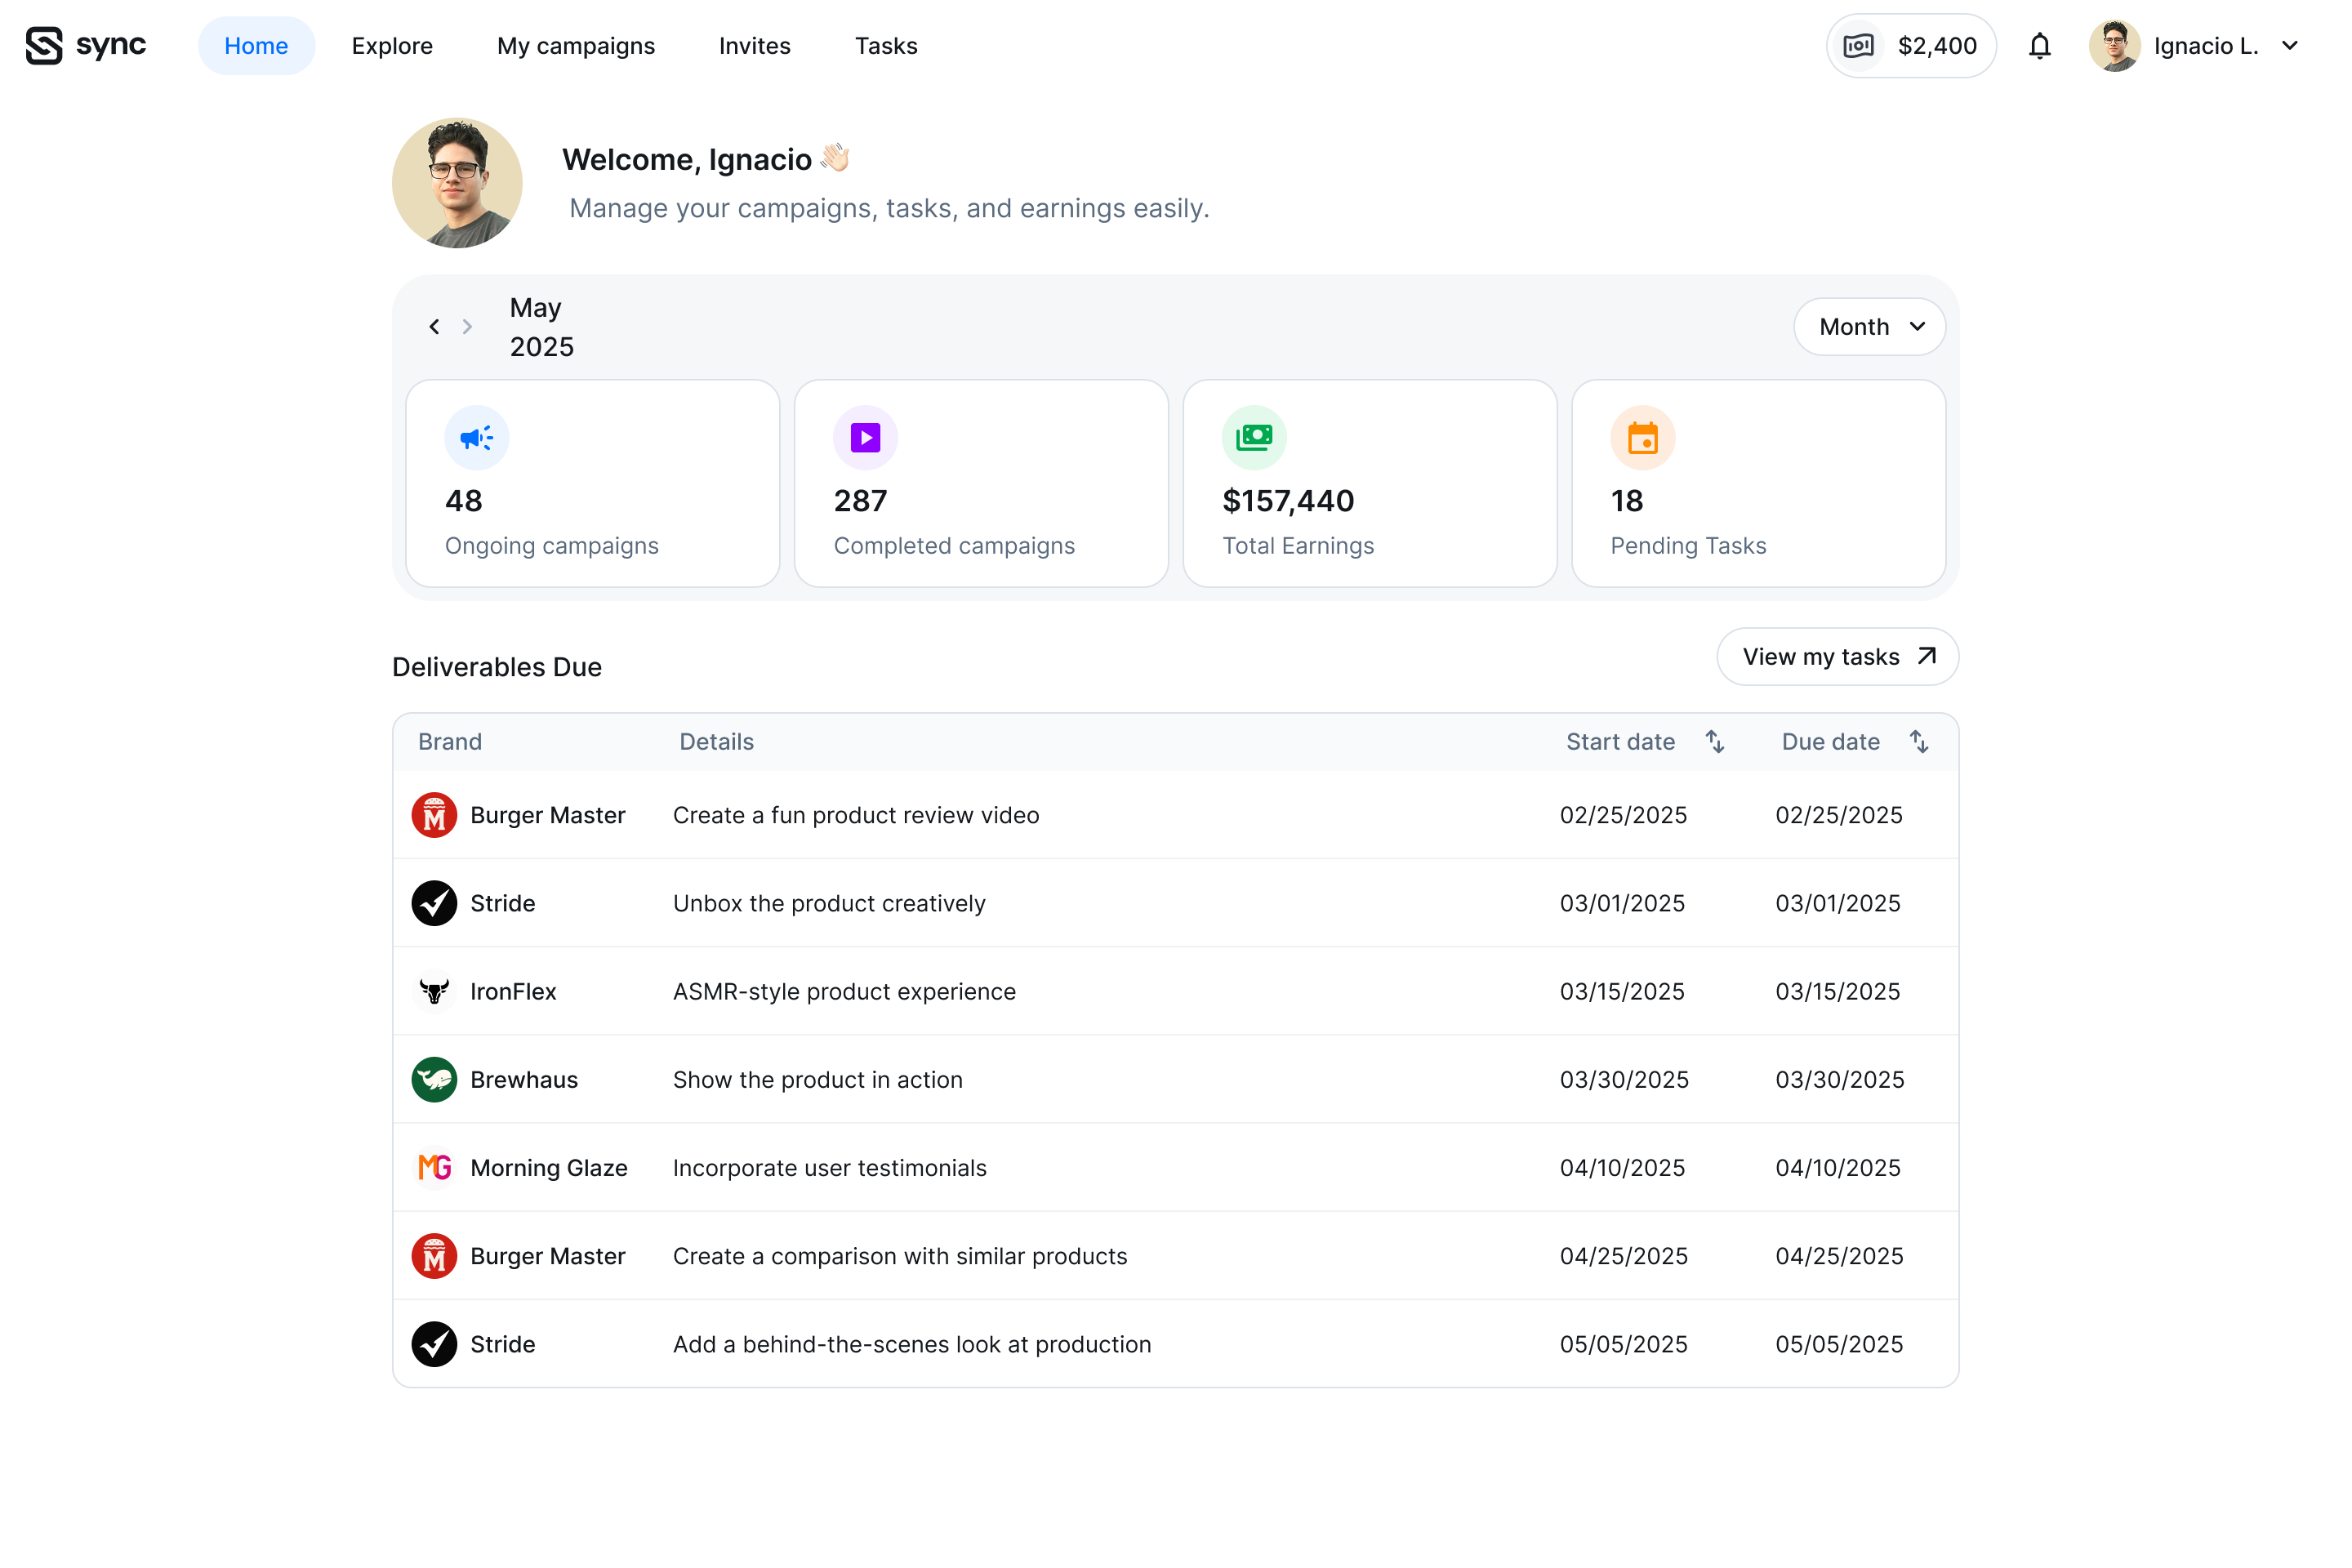 sync
Home Explore My campaigns Invites Tasks
$2,400 Ignacio L.
Welcome, Ignacio 👋🏻
Manage your campaigns, tasks, and earnings easily.
May
2025
Month
48
Ongoing campaigns
287
Completed campaigns
$157,440
Total Earnings
18
Pending Tasks
Deliverables Due
View my tasks
Brand Details Start date Due date
M Burger Master Create a fun product review video 02/25/2025 02/25/2025
Stride Unbox the product creatively 03/01/2025 03/01/2025
IronFlex ASMR-style product experience 03/15/2025 03/15/2025
Brewhaus Show the product in action 03/30/2025 03/30/2025
MG Morning Glaze Incorporate user testimonials 04/10/2025 04/10/2025
M Burger Master Create a comparison with similar products 04/25/2025 04/25/2025
Stride Add a behind-the-scenes look at production 05/05/2025 05/05/2025